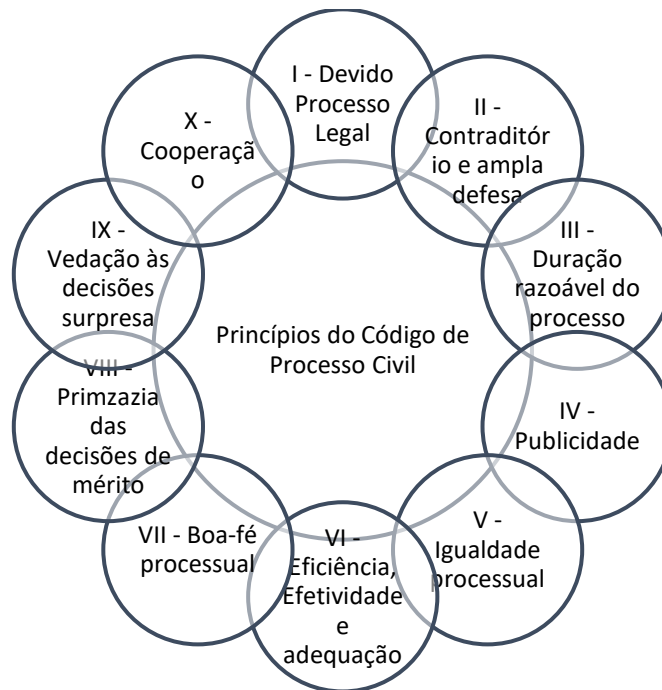 I - Devido
Processo
Legal
II -
Contraditór
io e ampla
defesa
III -
Duração
razoável do
processo
IV -
Publicidade
V -
Igualdade
processual
VI -
Eficiência,
Efetividade
e
adequação
VII - Boa-fé
processual
VIII -
Primzazia
das
decisões de
mérito
IX -
Vedação às
decisões
surpresa
X -
Cooperaçã
o
Princípios do Código de
Processo Civil